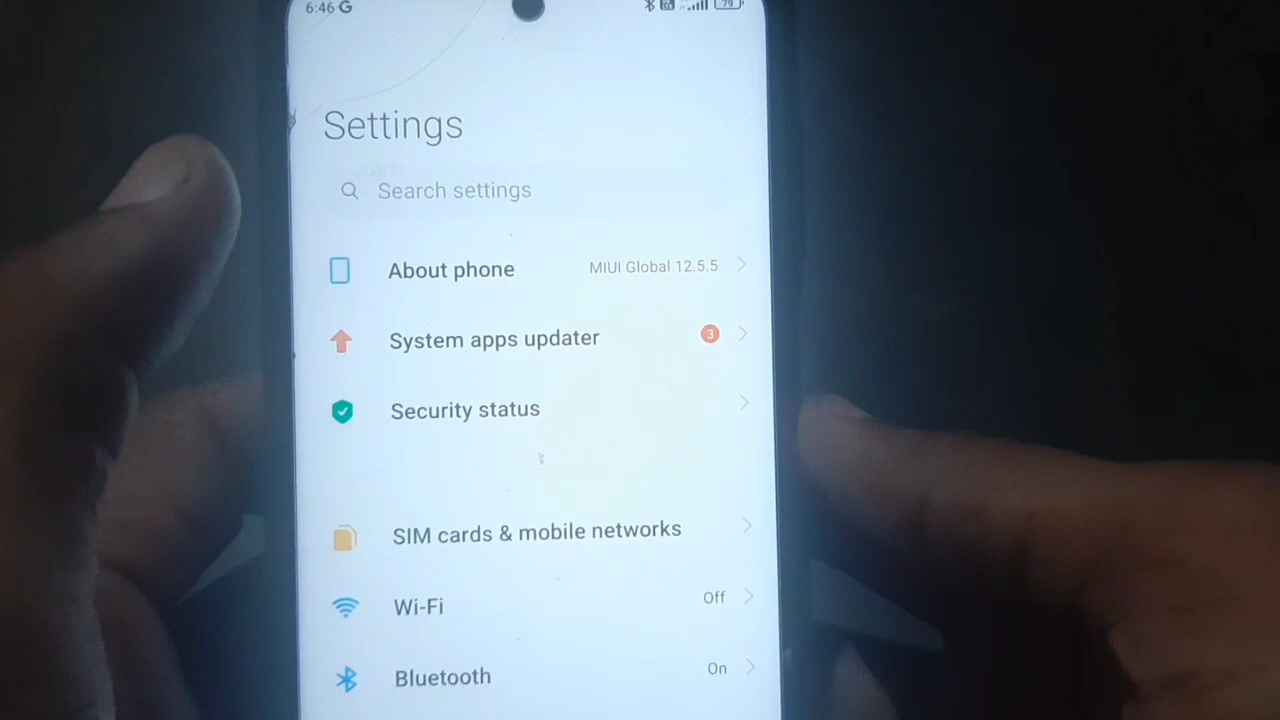 6:46 G 79
Settings
Search settings
About phone MIUI Global 12.5.5
System apps updater 3
Security status
SIM cards & mobile networks
Wi-Fi Off
Bluetooth On